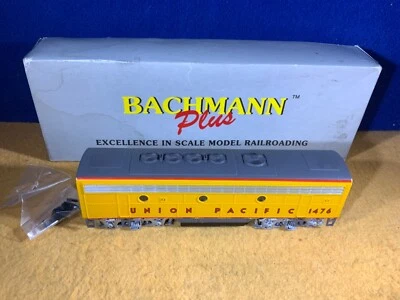 BACHMANN™
Plus
EXCELLENCE IN SCALE MODEL RAILROADING
UNION PACIFIC 1476